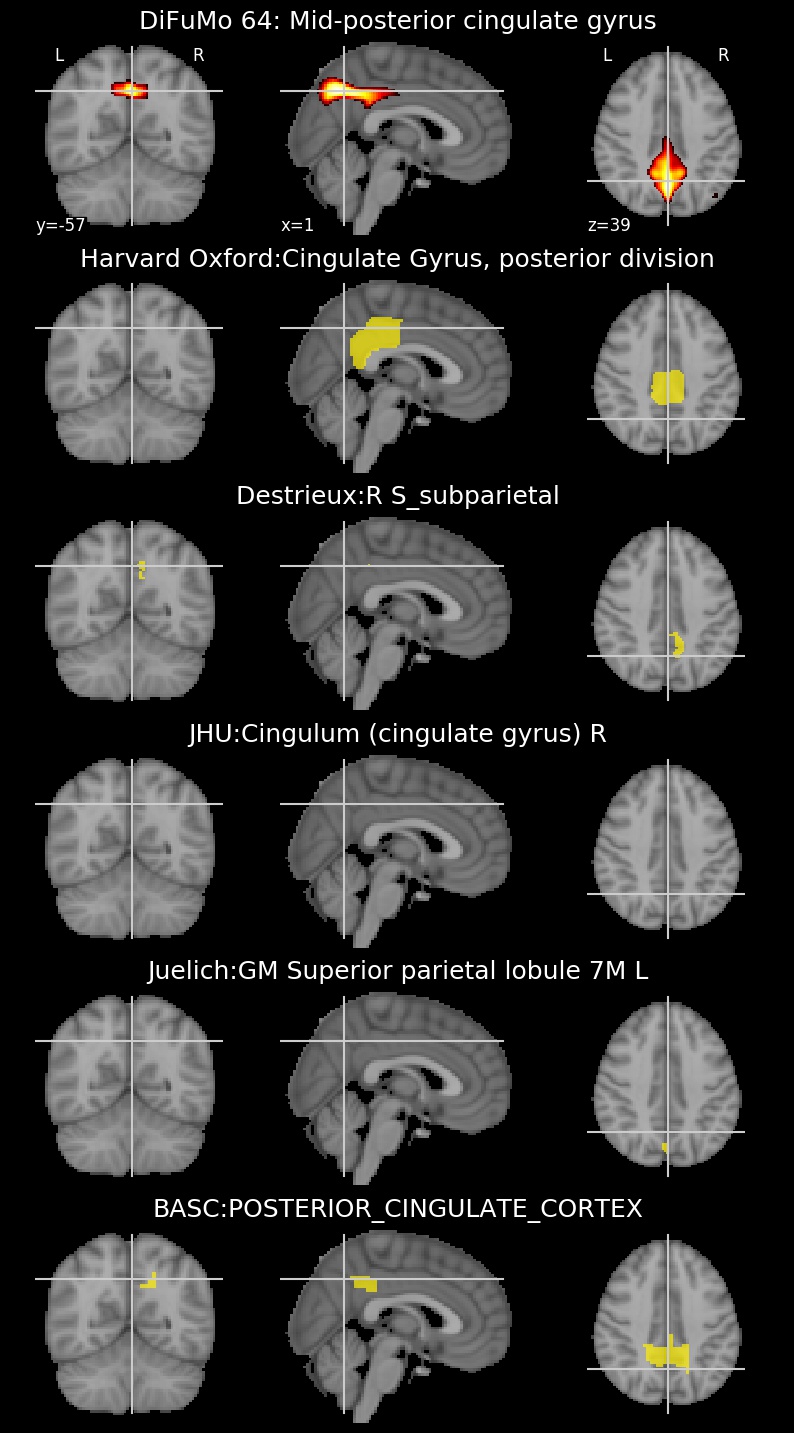 DiFuMo 64: Mid-posterior cingulate gyrus
L R L R
y=-57 x=1 z=39
Harvard Oxford:Cingulate Gyrus, posterior division
Destrieux:R S_subparietal
JHU:Cingulum (cingulate gyrus) R
Juelich:GM Superior parietal lobule 7M L
BASC:POSTERIOR_CINGULATE_CORTEX